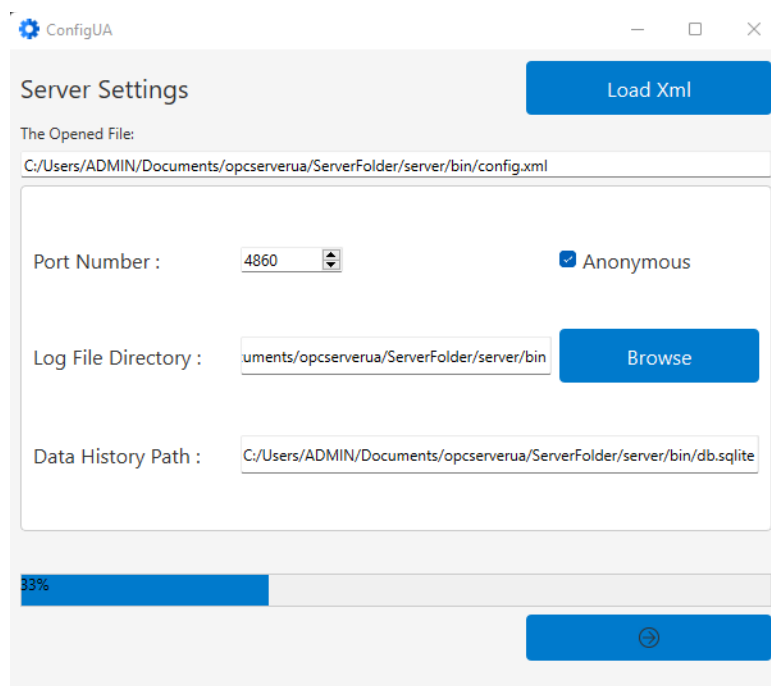 ConfigUA
Server Settings
Load Xml
The Opened File:
C:/Users/ADMIN/Documents/opcserverua/ServerFolder/server/bin/config.xml
Port Number :
4860
Anonymous
Log File Directory :
:uments/opcserverua/ServerFolder/server/bin
Browse
Data History Path :
C:/Users/ADMIN/Documents/opcserverua/ServerFolder/server/bin/db.sqlite
33%